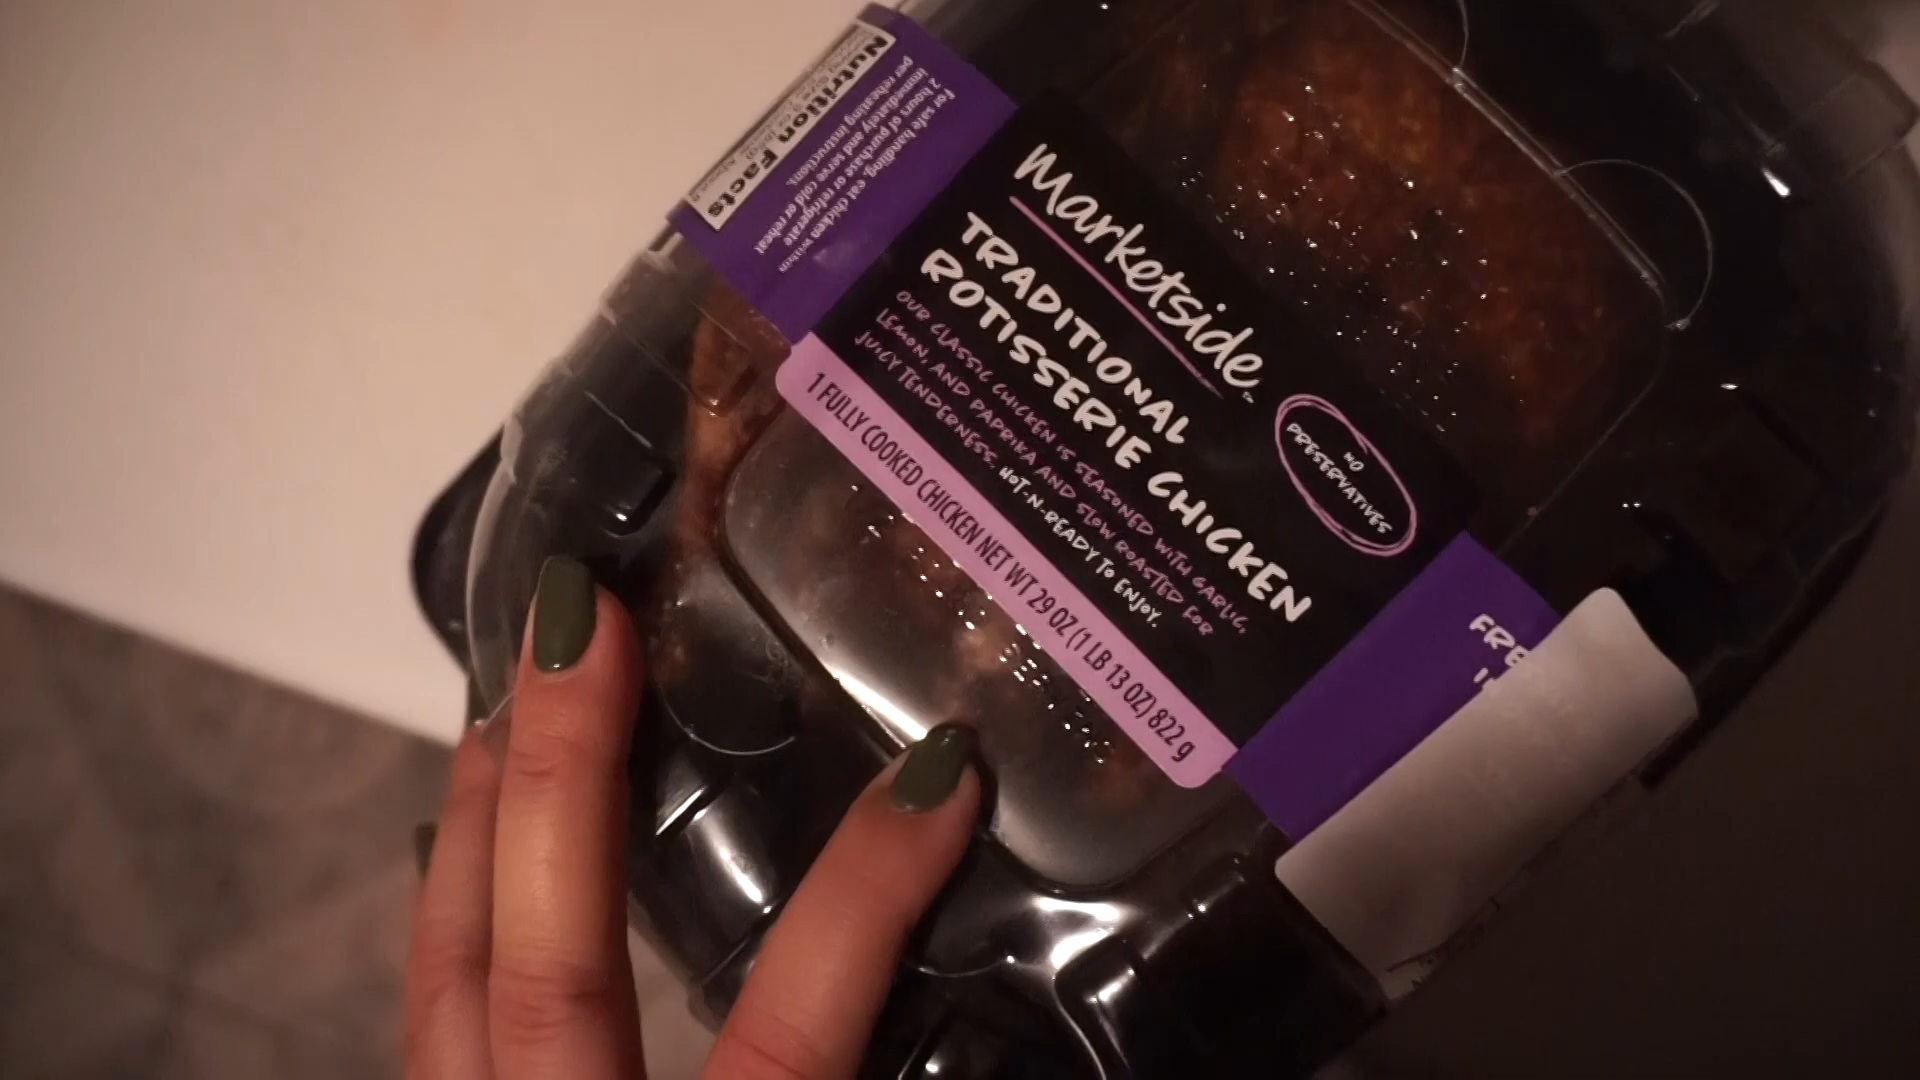 Nutrition Facts
For safe handling, eat chicken within
2 hours of purchase or refrigerate
immediately and serve cold or reheat
per reheating instructions.
Marketside
TRADITIONAL
ROTISSERIE CHICKEN
OUR CLASSIC CHICKEN IS SEASONED WITH GARLIC,
LEMON, AND PAPRIKA AND SLOW ROASTED FOR
JUICY TENDERNESS. HOT-N-READY TO ENJOY.
NO
PRESERVATIVES
1 FULLY COOKED CHICKEN NET WT 29 OZ (1 LB 13 OZ) 822 g
FRE